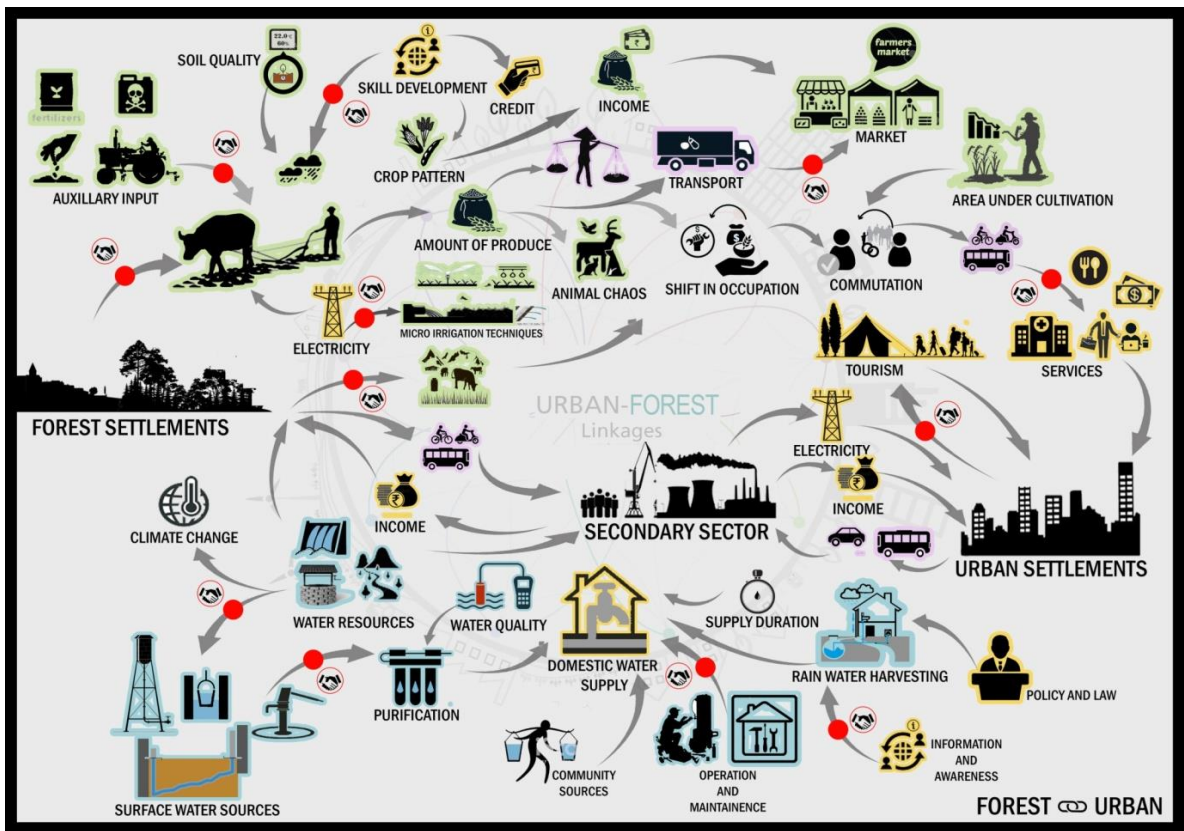 22.0°C
60%
SOIL QUALITY
fertilizers
AUXILLARY INPUT
SKILL DEVELOPMENT
CREDIT
CROP PATTERN
INCOME
farmers
market
MARKET
TRANSPORT
AREA UNDER CULTIVATION
AMOUNT OF PRODUCE
ANIMAL CHAOS
SHIFT IN OCCUPATION
COMMUTATION
ELECTRICITY
MICRO IRRIGATION TECHNIQUES
SERVICES
TOURISM
FOREST SETTLEMENTS
URBAN-FOREST
Linkages
ELECTRICITY
INCOME
SECONDARY SECTOR
INCOME
URBAN SETTLEMENTS
CLIMATE CHANGE
WATER RESOURCES
WATER QUALITY
SUPPLY DURATION
DOMESTIC WATER
SUPPLY
RAIN WATER HARVESTING
POLICY AND LAW
PURIFICATION
COMMUNITY
SOURCES
OPERATION
AND
MAINTAINENCE
INFORMATION
AND
AWARENESS
SURFACE WATER SOURCES
FOREST URBAN